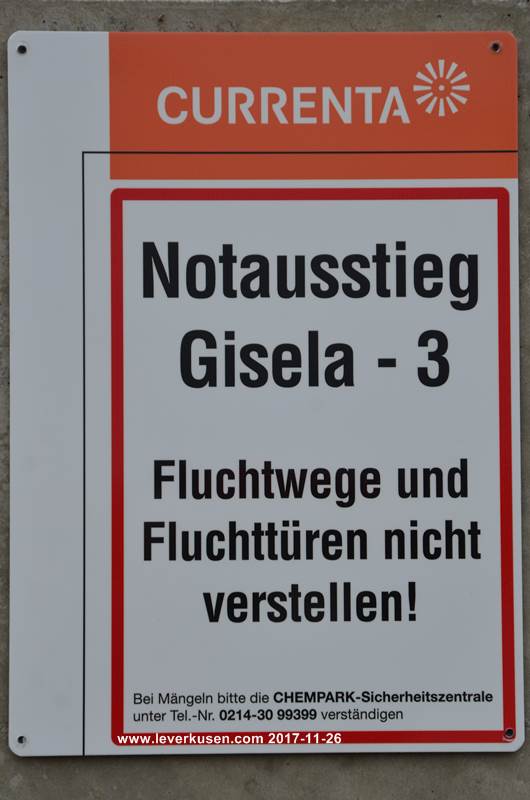 CURRENTA
Notausstieg
Gisela - 3
Fluchtwege und
Fluchttüren nicht
verstellen!
Bei Mängeln bitte die CHEMPARK-Sicherheitszentrale
unter Tel.-Nr. 0214-30 99399 verständigen
www.leverkusen.com 2017-11-26